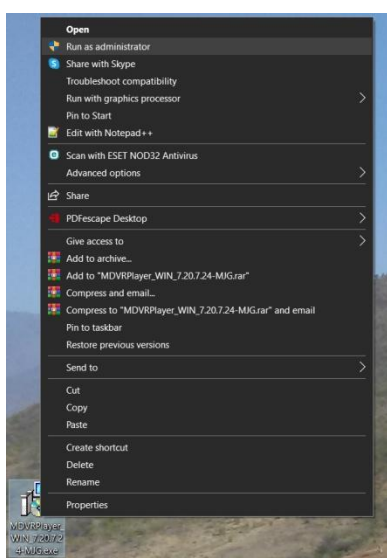 Open
Run as administrator
Share with Skype
Troubleshoot compatibility
Run with graphics processor
Pin to Start
Edit with Notepad++
Scan with ESET NOD32 Antivirus
Advanced options
Share
PDFescape Desktop
Give access to
Add to archive...
Add to "MDVRPlayer_WIN_7.20.7.24-MJG.rar"
Compress and email...
Compress to "MDVRPlayer_WIN_7.20.7.24-MJG.rar" and email
Pin to taskbar
Restore previous versions
Send to
Cut
Copy
Paste
Create shortcut
Delete
Rename
Properties
MDVRPlayer_
WIN_7.20.7.2
4-MJG.exe